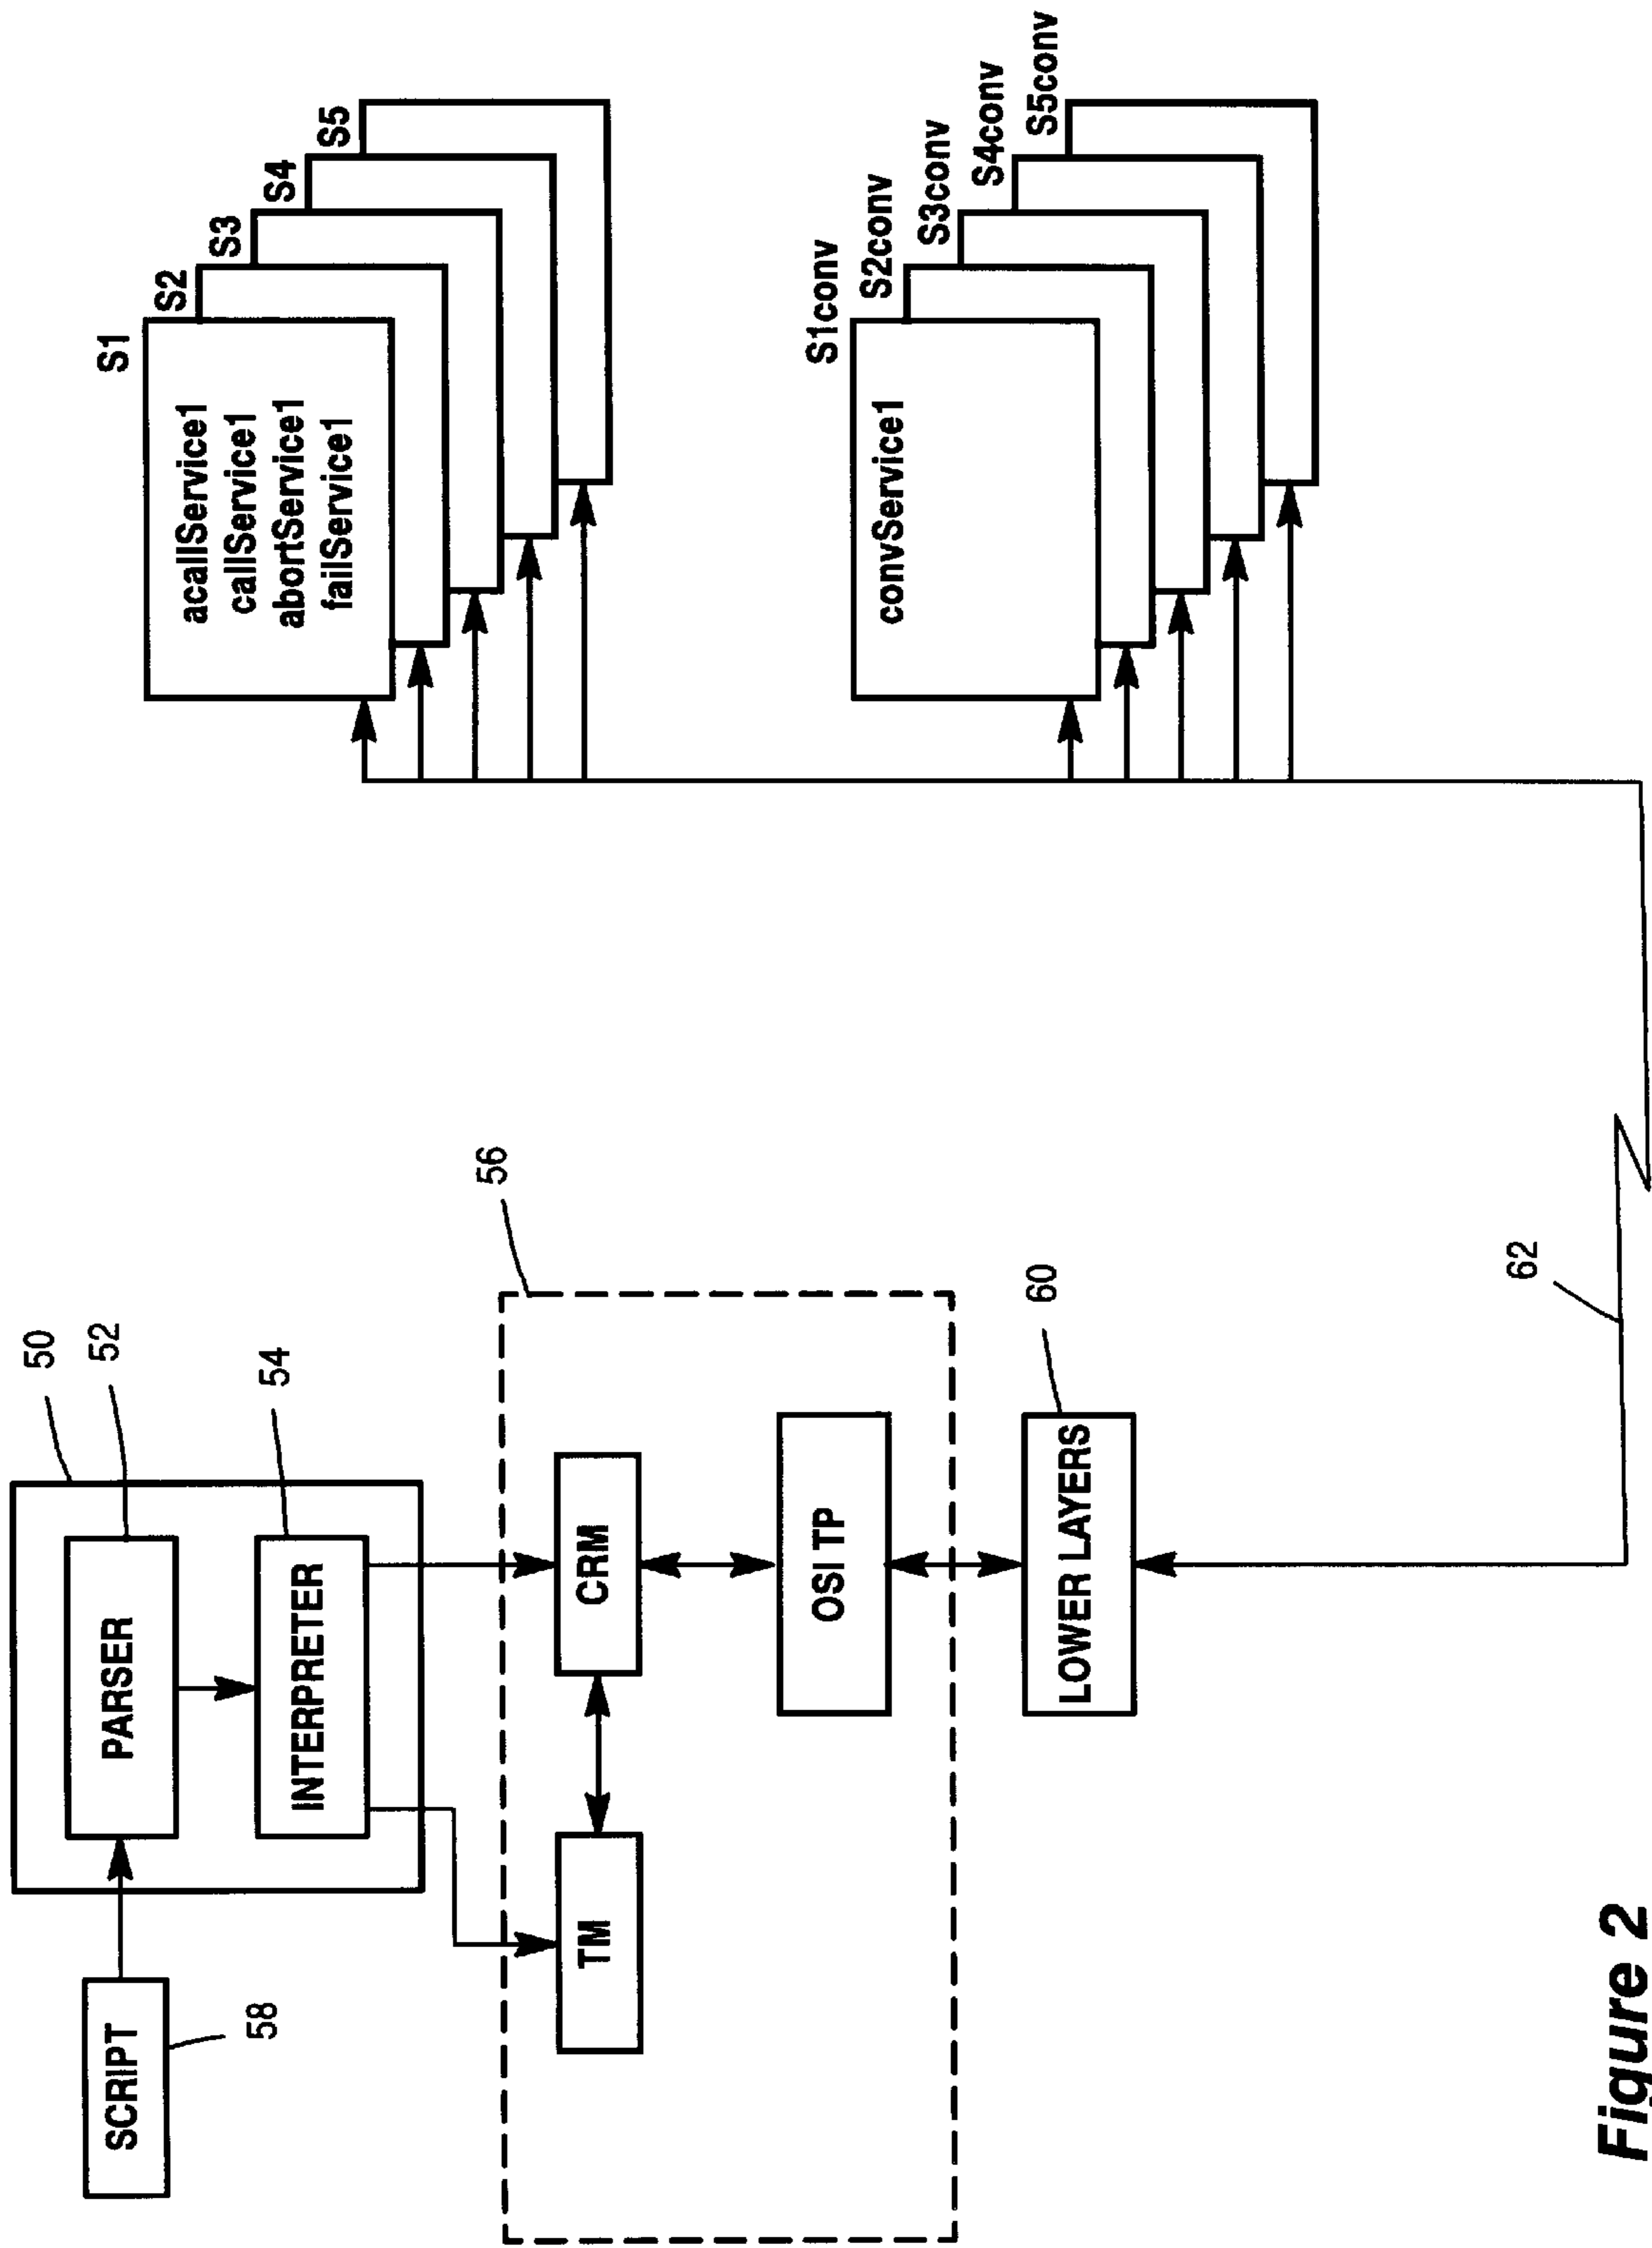 50
52
SCRIPT
58
PARSER
INTERPRETER
54
56
TM
CRM
OSI TP
LOWER LAYERS
60
62
S1
S2
S3
S4
S5
acallService1
callService1
abortService1
failService1
S1conv
S2conv
S3conv
S4conv
S5conv
convService1
Figure 2